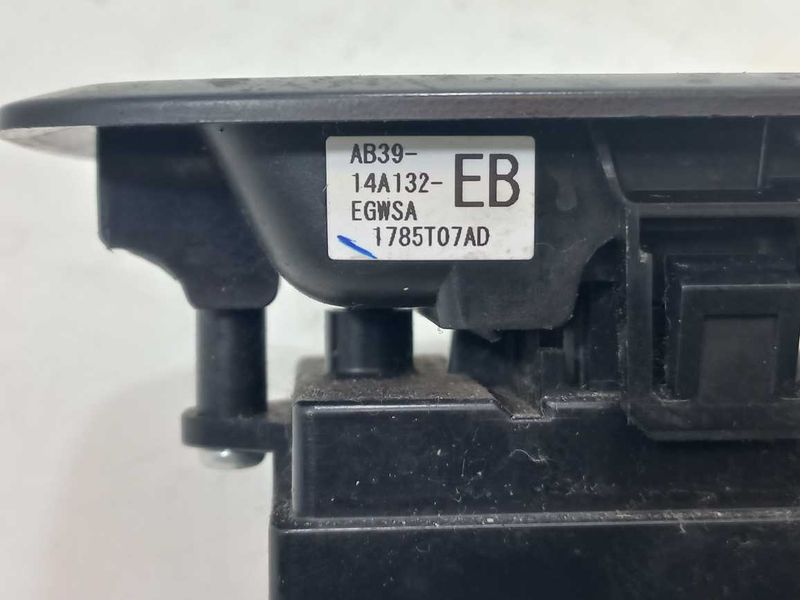 AB39-
14A132-EB
EGWSA
1785T07AD